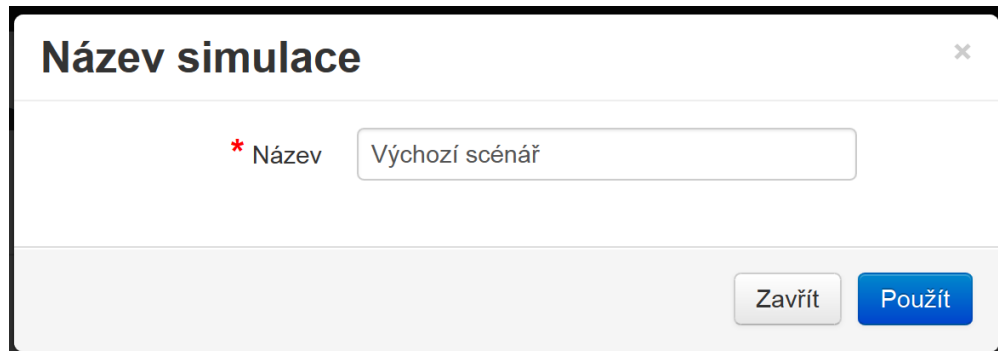 Název simulace
×
* Název
Výchozí scénář
Zavřít
Použít